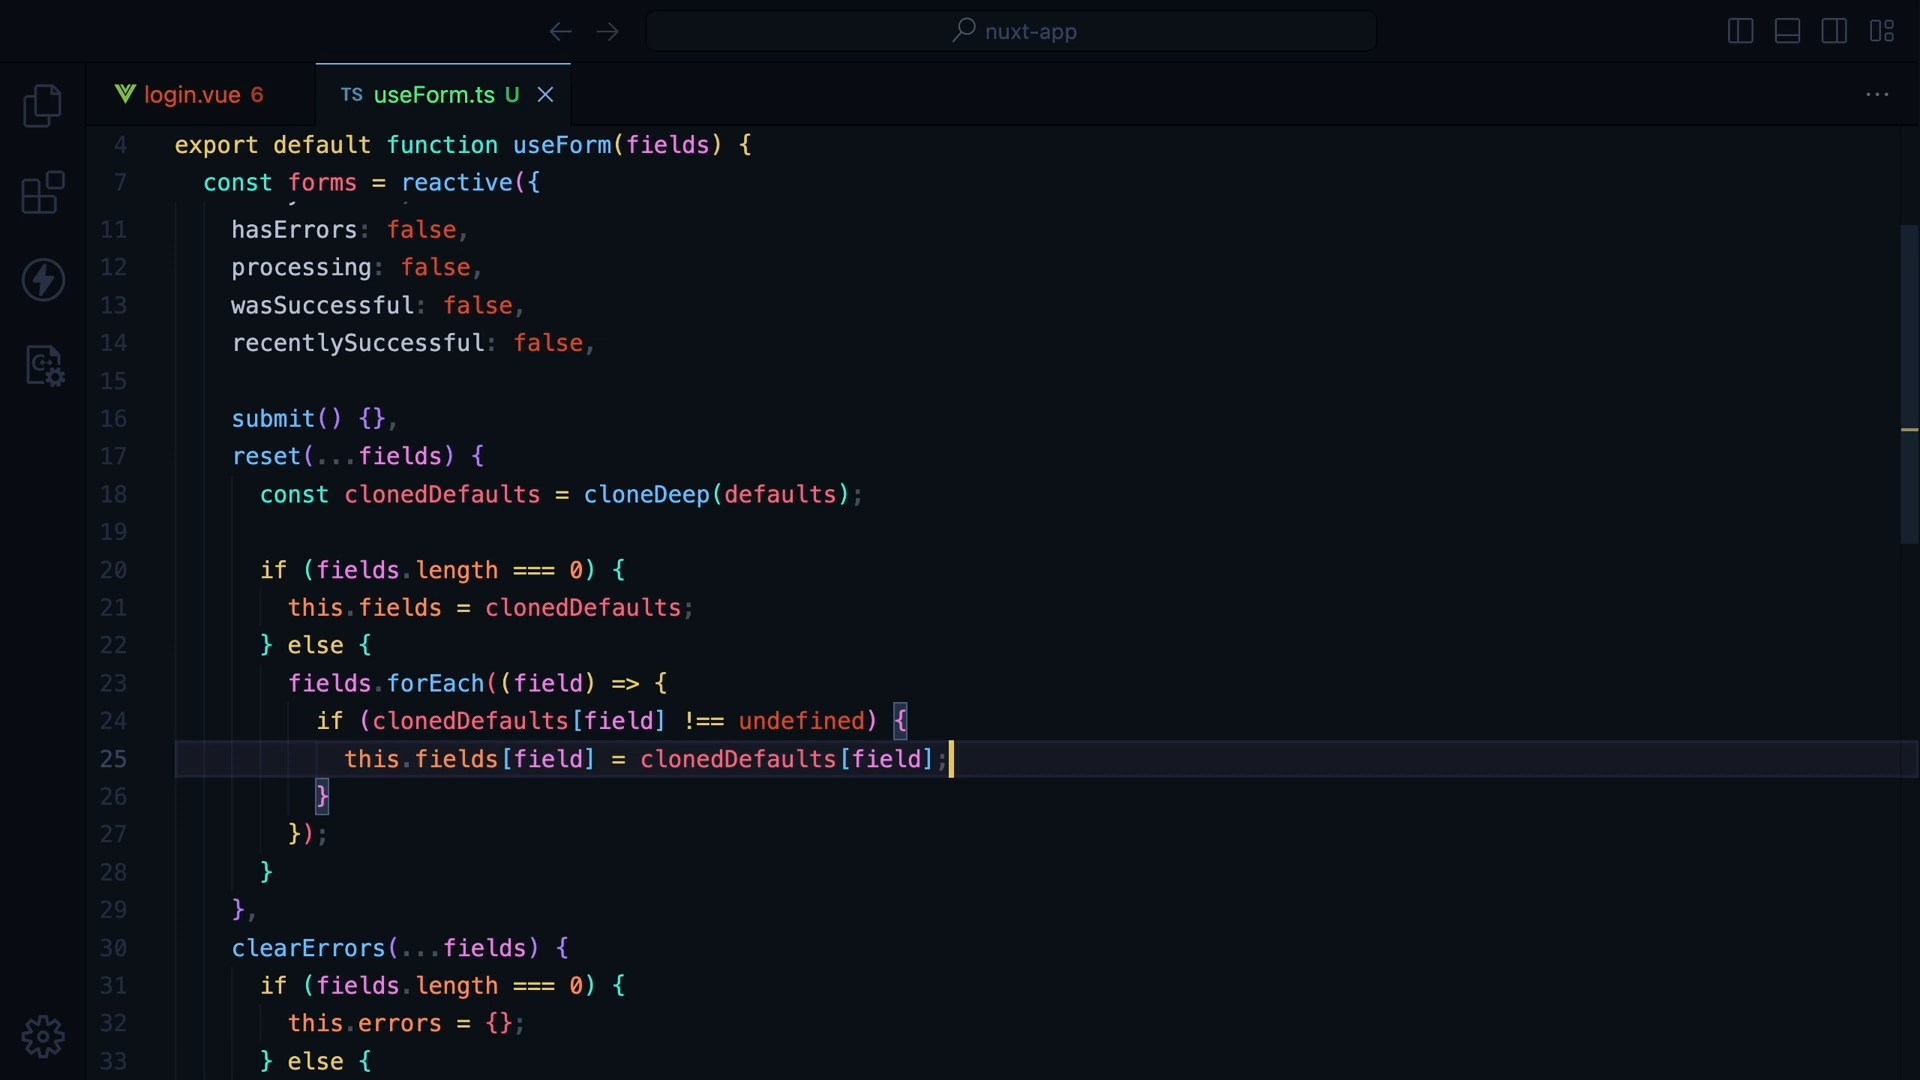 nuxt-app
login.vue 6
TS useForm.ts U
4 export default function useForm(fields) {
7 const forms = reactive({
11 hasErrors: false,
12 processing: false,
13 wasSuccessful: false,
14 recentlySuccessful: false,
15
16 submit() {},
17 reset(...fields) {
18 const clonedDefaults = cloneDeep(defaults);
19
20 if (fields.length === 0) {
21 this.fields = clonedDefaults;
22 } else {
23 fields.forEach((field) => {
24 if (clonedDefaults[field] !== undefined) {
25 this.fields[field] = clonedDefaults[field];
26 }
27 });
28 }
29 },
30 clearErrors(...fields) {
31 if (fields.length === 0) {
32 this.errors = {};
33 } else {